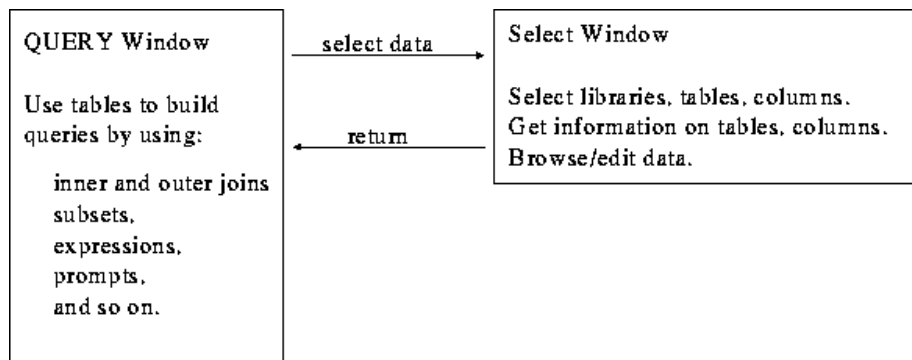 QUERY Window
Use tables to build
queries by using:
inner and outer joins
subsets,
expressions,
prompts,
and so on.
select data
return
Select Window
Select libraries, tables, columns.
Get information on tables, columns.
Browse/edit data.